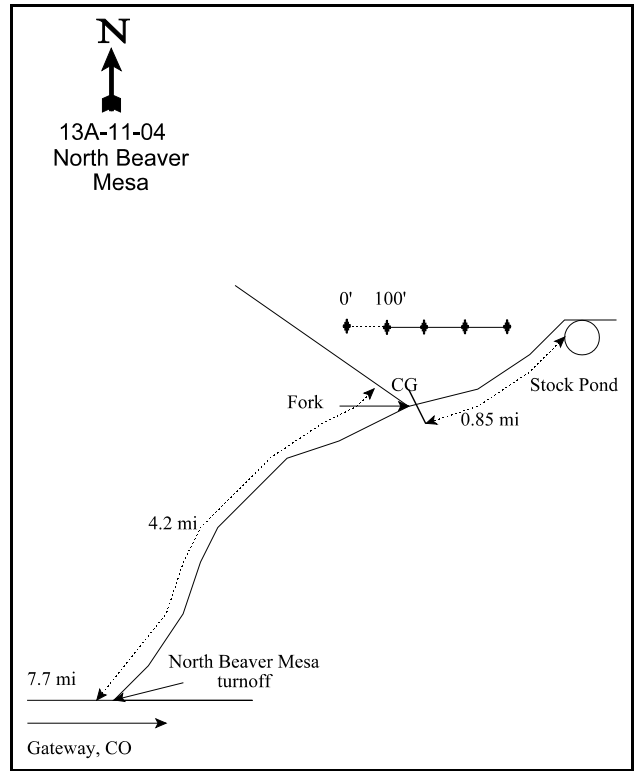 N
13A-11-04
North Beaver
Mesa
0' 100'
CG
Fork
Stock Pond
0.85 mi
4.2 mi
North Beaver Mesa
turnoff
7.7 mi
Gateway, CO